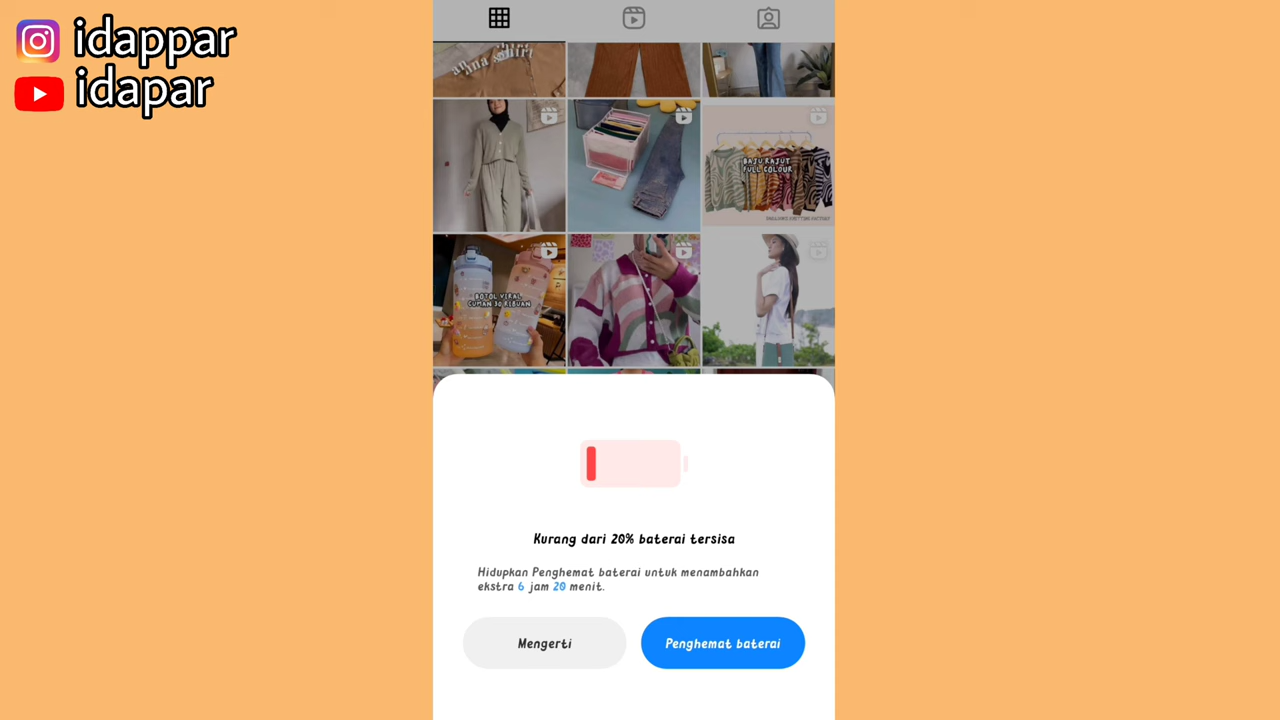 idappar
idapar
BAJU RAJUT
FULL COLOUR
BOTOL VIRAL
CUMAN 30 RIBUAN
Kurang dari 20% baterai tersisa
Hidupkan Penghemat baterai untuk menambahkan
ekstra 6 jam 20 menit.
Mengerti
Penghemat baterai